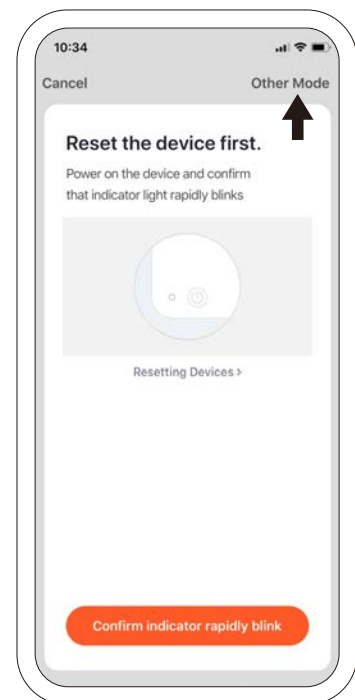 10:34
Cancel Other Mode
Reset the device first.
Power on the device and confirm
that indicator light rapidly blinks
Resetting Devices >
Confirm indicator rapidly blink